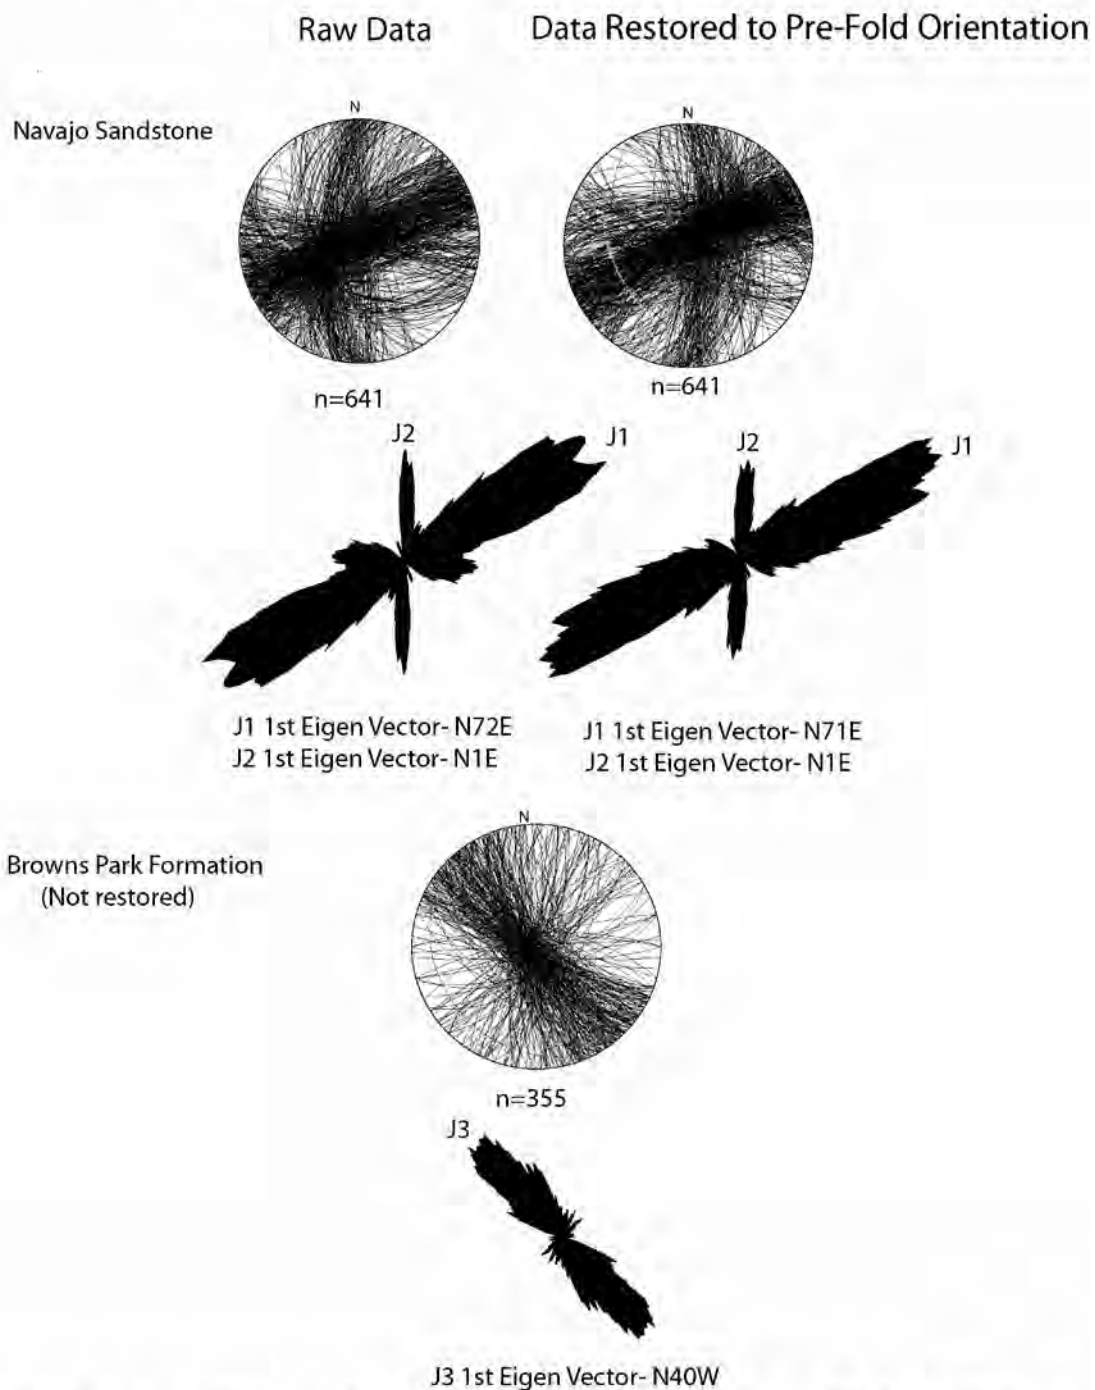 Raw Data
Data Restored to Pre-Fold Orientation
Navajo Sandstone
N
N
n=641
n=641
J2
J1
J2
J1
J1 1st Eigen Vector- N72E
J2 1st Eigen Vector- N1E
J1 1st Eigen Vector- N71E
J2 1st Eigen Vector- N1E
N
Browns Park Formation
(Not restored)
n=355
J3
J3 1st Eigen Vector- N40W